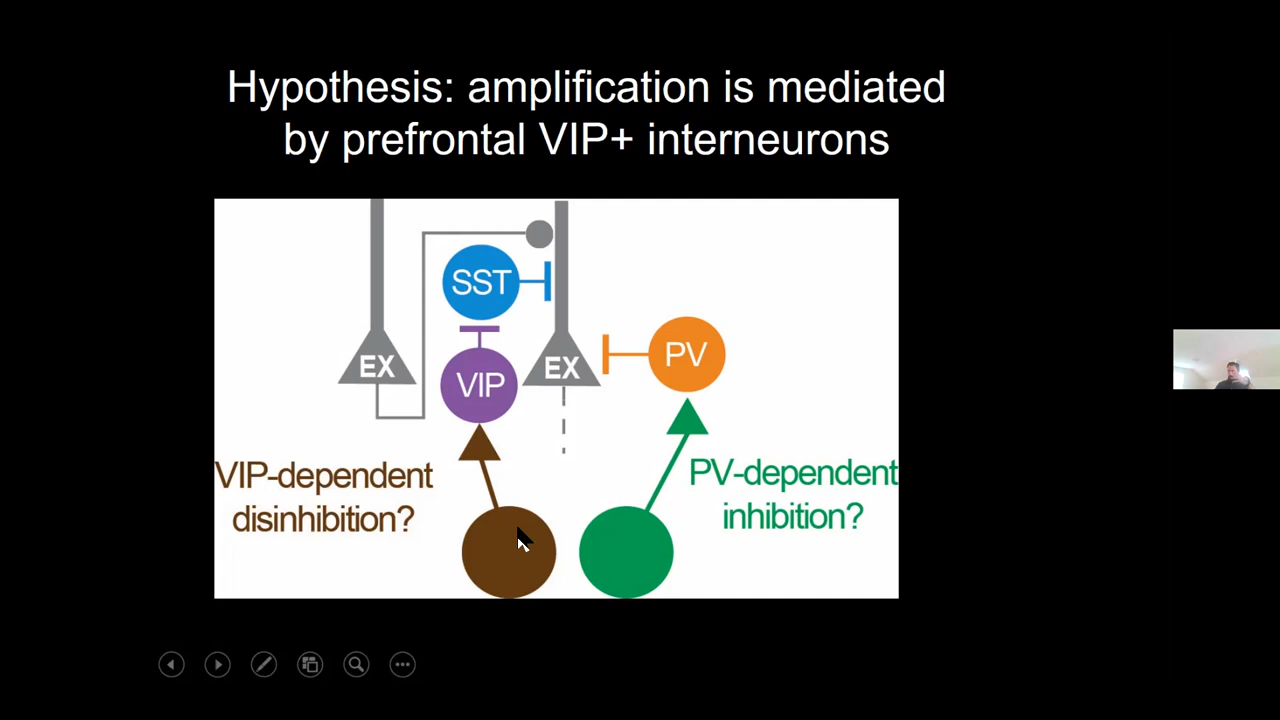 Hypothesis: amplification is mediated
by prefrontal VIP+ interneurons
SST
EX
VIP
EX
PV
VIP-dependent
disinhibition?
PV-dependent
inhibition?